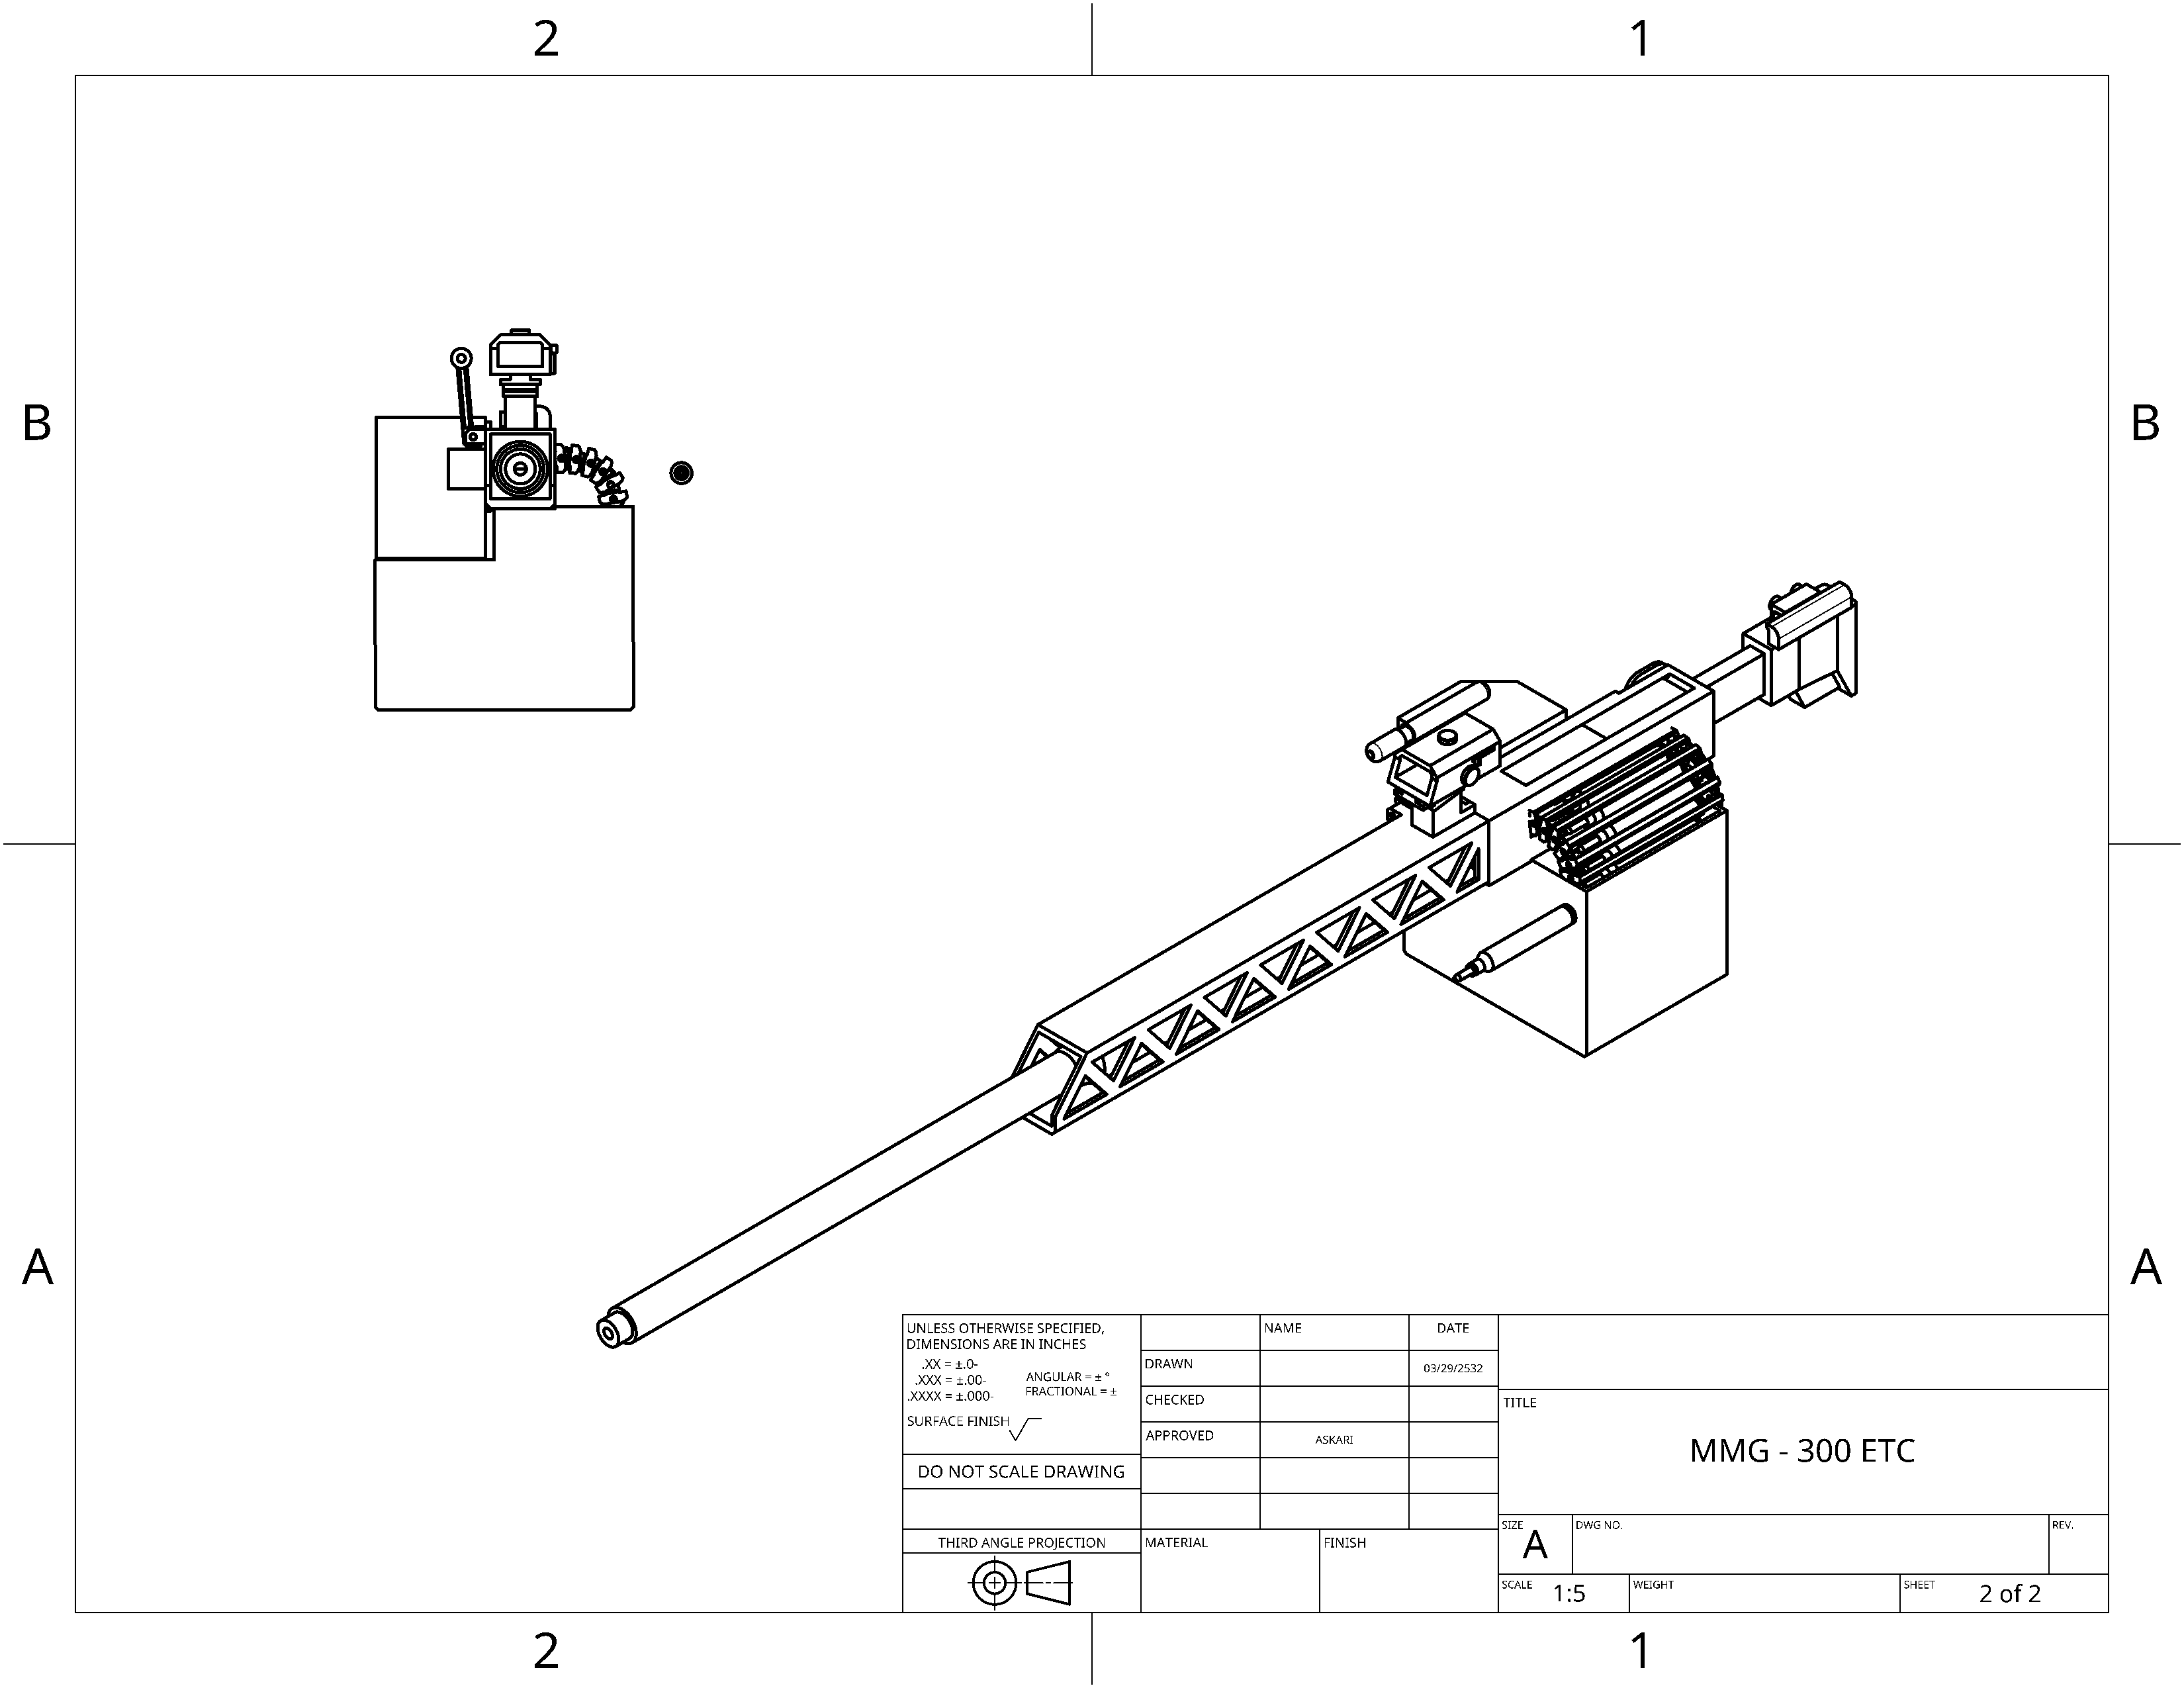 2
1
B
B
A
A
UNLESS OTHERWISE SPECIFIED,
DIMENSIONS ARE IN INCHES
.XX = ±.0-
.XXX = ±.00-
.XXXX = ±.000-
ANGULAR = ± °
FRACTIONAL = ±
SURFACE FINISH
DO NOT SCALE DRAWING
THIRD ANGLE PROJECTION
NAME
DATE
DRAWN
03/29/2532
CHECKED
APPROVED
ASKARI
MATERIAL
FINISH
TITLE
MMG - 300 ETC
SIZE
A
DWG NO.
REV.
SCALE
1:5
WEIGHT
SHEET
2 of 2
2
1